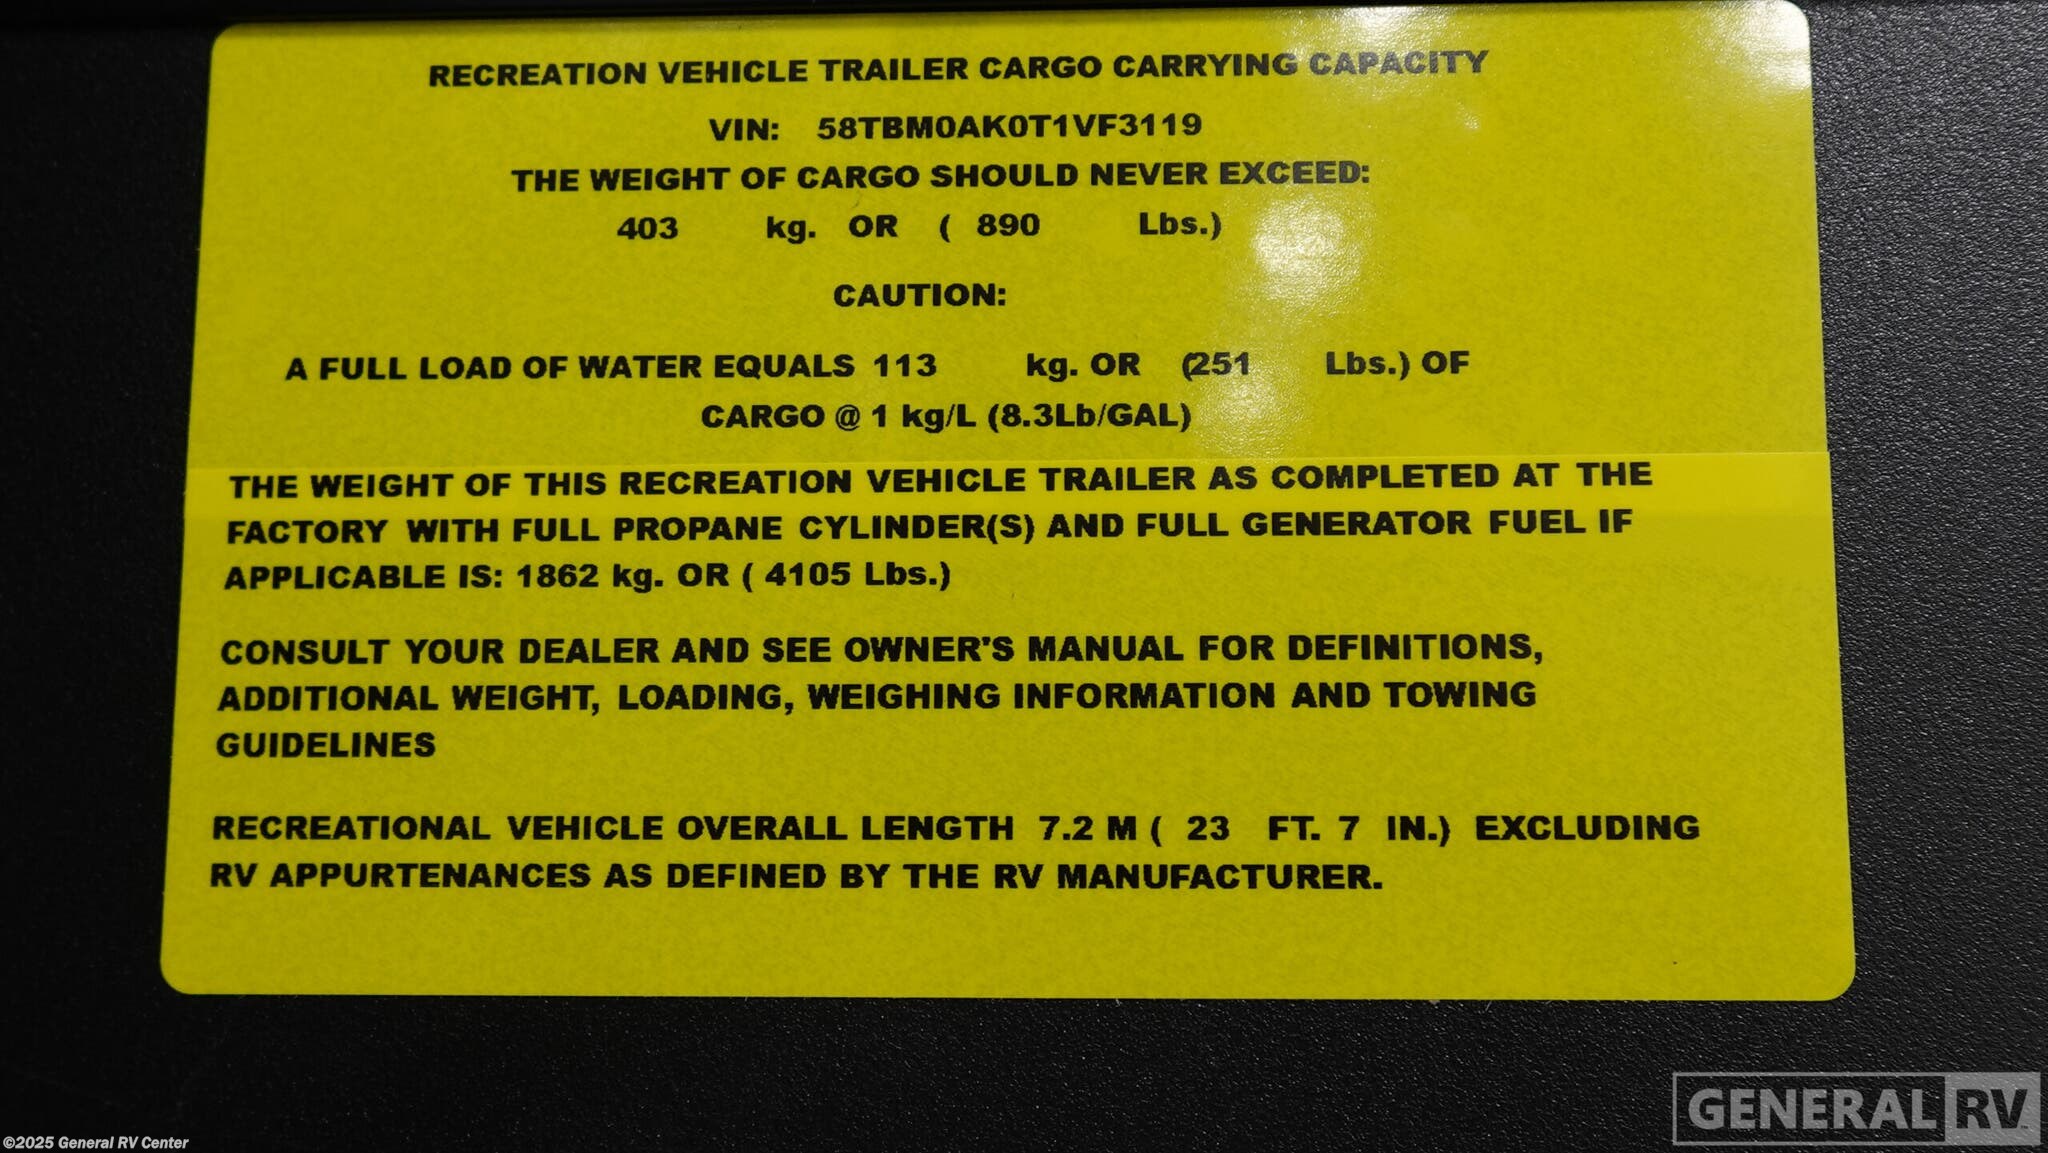 RECREATION VEHICLE TRAILER CARGO CARRYING CAPACITY
VIN: 58TBM0AK0T1VF3119
THE WEIGHT OF CARGO SHOULD NEVER EXCEED:
403 kg. OR ( 890 Lbs.)
CAUTION:
A FULL LOAD OF WATER EQUALS 113 kg. OR (251 Lbs.) OF
CARGO @ 1 kg/L (8.3Lb/GAL)
THE WEIGHT OF THIS RECREATION VEHICLE TRAILER AS COMPLETED AT THE
FACTORY WITH FULL PROPANE CYLINDER(S) AND FULL GENERATOR FUEL IF
APPLICABLE IS: 1862 kg. OR ( 4105 Lbs.)
CONSULT YOUR DEALER AND SEE OWNER'S MANUAL FOR DEFINITIONS,
ADDITIONAL WEIGHT, LOADING, WEIGHING INFORMATION AND TOWING
GUIDELINES
RECREATIONAL VEHICLE OVERALL LENGTH 7.2 M ( 23 FT. 7 IN.) EXCLUDING
RV APPURTENANCES AS DEFINED BY THE RV MANUFACTURER.
GENERAL RV
©2025 General RV Center